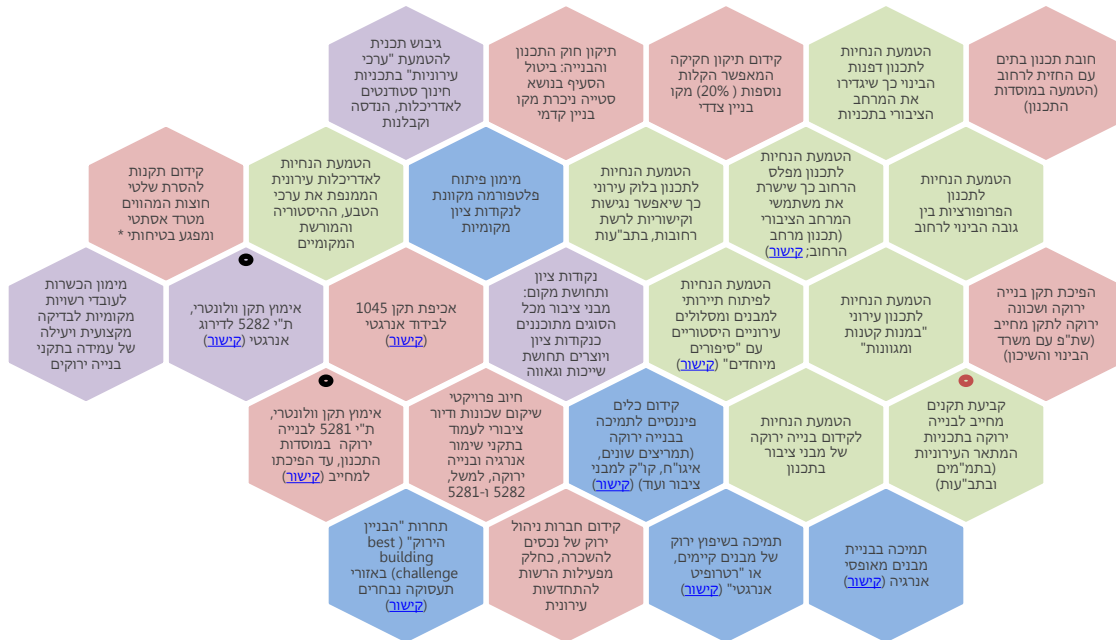 חובת תכנון בתים
עם החזית לרחוב
(הטמעה במוסדות
התכנון)
הטמעת הנחיות
לתכנון דפנות
הבינוי כך שיגדירו
את המרחב
הציבורי בתכניות
קידום תיקון חקיקה
המאפשר הקלות
נוספות ( 20%) מקו
בניין צדדי
תיקון חוק התכנון
והבנייה: ביטול
הסעיף בנושא
סטייה ניכרת מקו
בניין קדמי
גיבוש תכנית
להטמעת "ערכי
עירוניות" בתכניות
חינוך סטודנטים
לאדריכלות, הנדסה
וקבלנות
הטמעת הנחיות
לתכנון
הפרופורציות בין
גובה הבינוי לרחוב
הטמעת הנחיות
לתכנון מפלס
הרחוב כך שישרת
את משתמשי
המרחב הציבורי
(תכנון מרחב
הרחוב; קישור)
הטמעת הנחיות
לתכנון בלוק עירוני
כך שיאפשר נגישות
וקישוריות לרשת
רחובות, בתב"עות
מימון פיתוח
פלטפורמה מקוונת
לנקודות ציון
מקומיות
הטמעת הנחיות
לאדריכלות עירונית
הממנפת את ערכי
הטבע, ההיסטוריה
והמורשת
המקומיים
קידום תקנות
להסרת שלטי
חוצות המהווים
מטרד אסתטי
ומפגע בטיחותי *
הפיכת תקן בנייה
ירוקה ושכונה
ירוקה לתקן מחייב
(שת"פ עם משרד
הבינוי והשיכון)
הטמעת הנחיות
לתכנון עירוני
"במנות קטנות
ומגוונות"
הטמעת הנחיות
לפיתוח תיירותי
למבנים ומסלולים
עירוניים היסטוריים
עם "סיפורים
מיוחדים" (קישור)
נקודות ציון
ותחושת מקום:
מבני ציבור מכל
הסוגים מתוכננים
כנקודות ציון
ויוצרים תחושת
שייכות וגאווה
אכיפת תקן 1045
לבידוד אנרגטי
(קישור)
אימוץ תקן וולונטרי,
ת"י 5282 לדירוג
אנרגטי (קישור)
מימון הכשרות
לעובדי רשויות
מקומיות לבדיקה
מקצועית ויעילה
של עמידה בתקני
בנייה ירוקים
קביעת תקנים
מחייב לבנייה
ירוקה בתכניות
המתאר העירוניות
(בתמ"מים
ובתב"עות)
הטמעת הנחיות
לקידום בנייה ירוקה
של מבני ציבור
בתכנון
קידום כלים
פיננסיים לתמיכה
בבנייה ירוקה
(תמריצים שונים,
איגו"ח, קו"ק למבני
ציבור ועוד) (קישור)
חיוב פרויקטי
שיקום שכונות ודיור
ציבורי לעמוד
בתקני שימור
אנרגיה ובנייה
ירוקה, למשל,
5282 ו-5281
אימוץ תקן וולונטרי,
ת"י 5281 לבנייה
ירוקה במוסדות
התכנון, עד הפיכתו
למחייב (קישור)
תמיכה בבניית
מבנים מאופסי
אנרגיה (קישור)
תמיכה בשיפוץ ירוק
של מבנים קיימים,
או "רטרופיט
אנרגטי" (קישור)
קידום חברות ניהול
ירוק של נכסים
להשכרה, כחלק
מפעילות הרשות
להתחדשות
עירונית
תחרות "הבניין
הירוק" ( best
building
challenge) באזורי
תעסוקה נבחרים
(קישור)